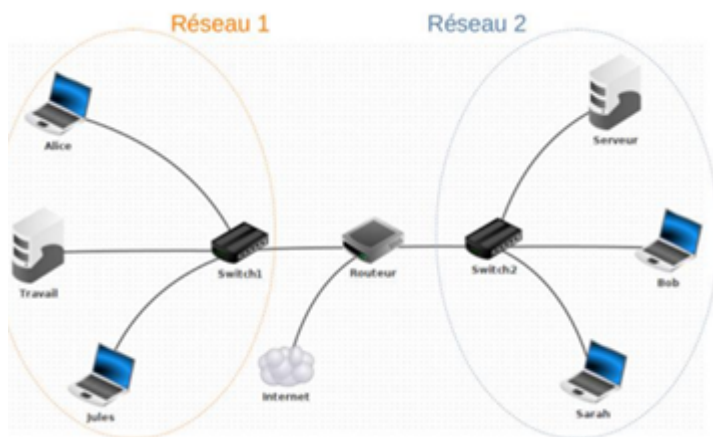 Réseau 1
Réseau 2
Alice
Serveur
Travail
Switch1
Routeur
Switch2
Bob
Jules
Internet
Sarah